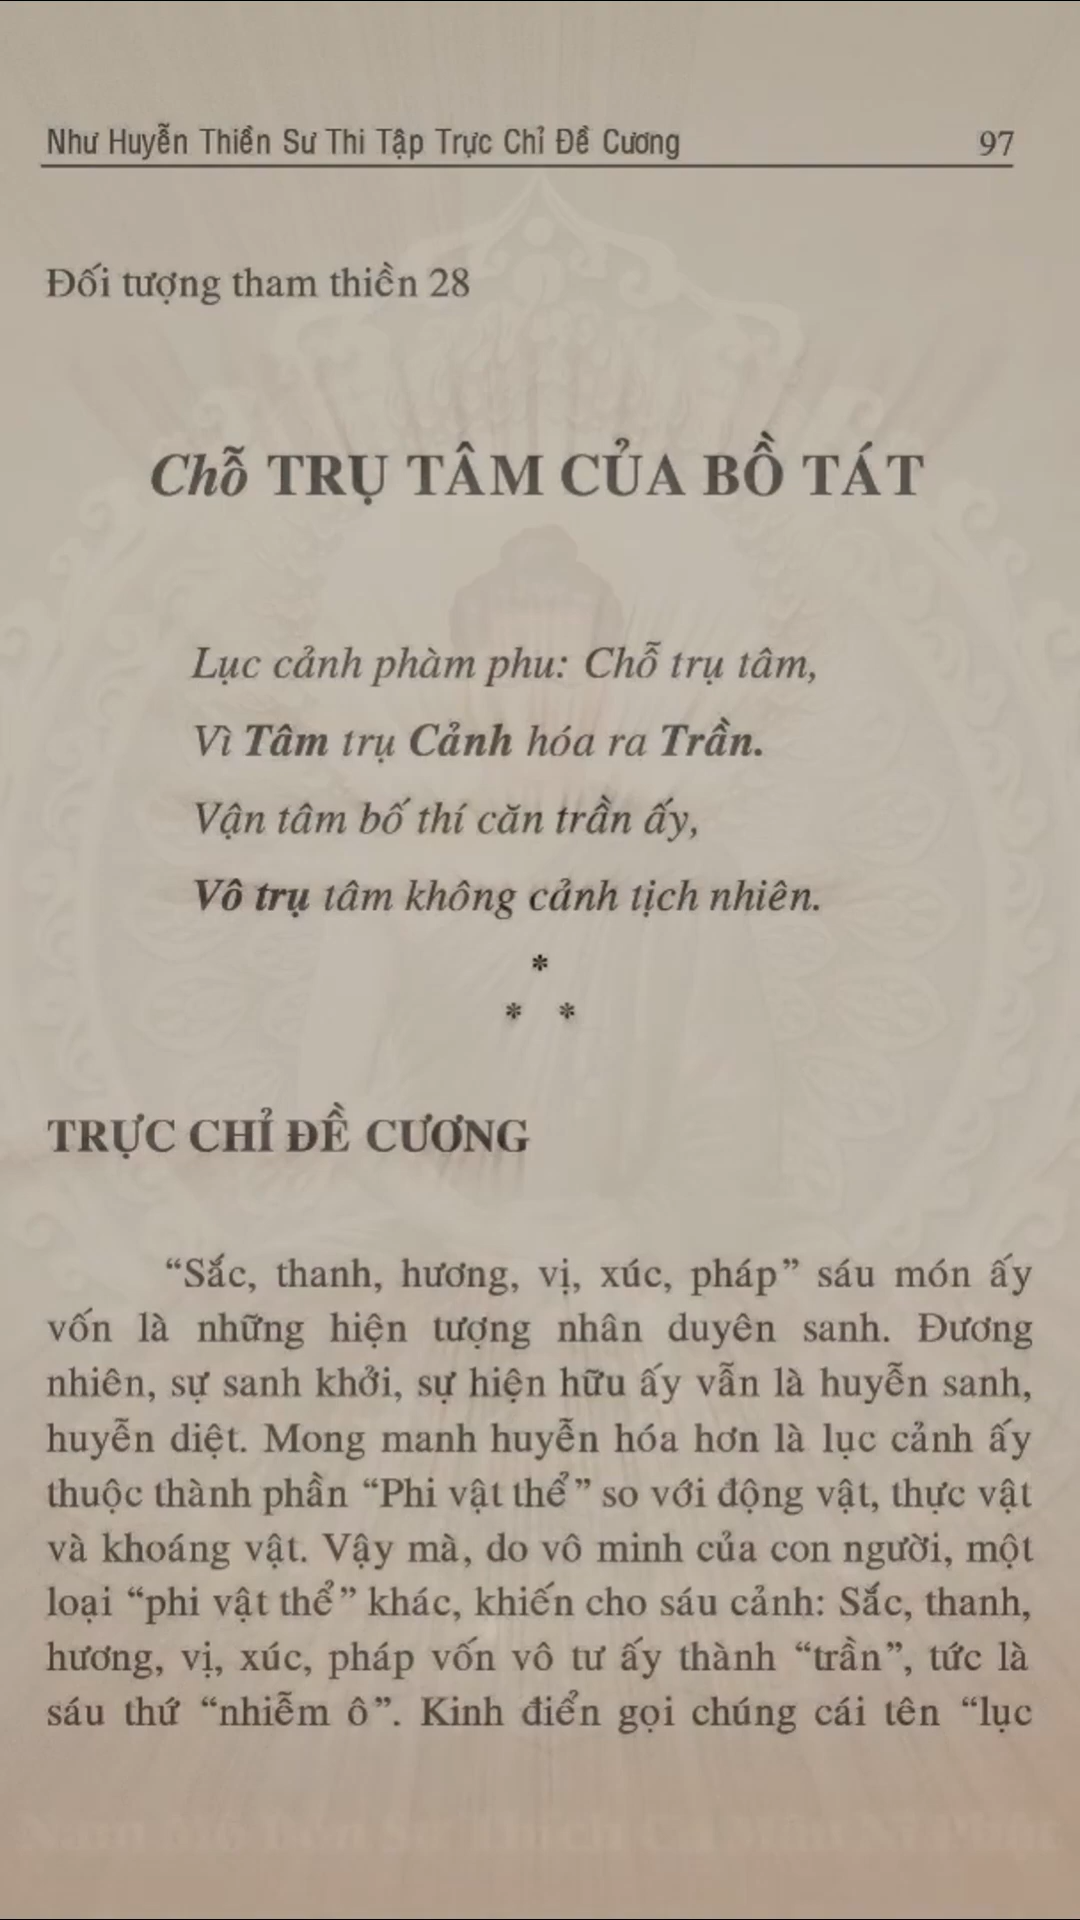 Như Huyễn Thiền Sư Thi Tập Trực Chỉ Đề Cương 97
Đối tượng tham thiền 28
Chỗ TRỤ TÂM CỦA BỒ TÁT
Lục cảnh phàm phu: Chỗ trụ tâm,
Vì Tâm trụ Cảnh hóa ra Trần.
Vận tâm bố thí căn trần ấy,
Vô trụ tâm không cảnh tịch nhiên.
*
* *
TRỰC CHỈ ĐỀ CƯƠNG
“Sắc, thanh, hương, vị, xúc, pháp” sáu món ấy
vốn là những hiện tượng nhân duyên sanh. Đương
nhiên, sự sanh khởi, sự hiện hữu ấy vẫn là huyễn sanh,
huyễn diệt. Mong manh huyễn hóa hơn là lục cảnh ấy
thuộc thành phần “Phi vật thể” so với động vật, thực vật
và khoáng vật. Vậy mà, do vô minh của con người, một
loại “phi vật thể” khác, khiến cho sáu cảnh: Sắc, thanh,
hương, vị, xúc, pháp vốn vô tư ấy thành “trần”, tức là
sáu thứ “nhiễm ô”. Kinh điển gọi chúng cái tên “lục